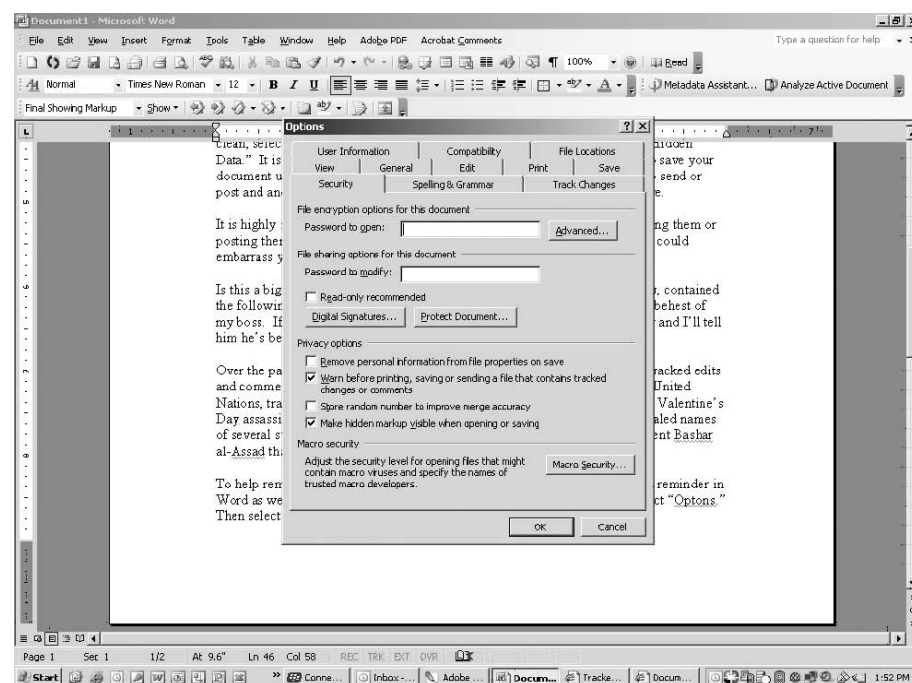 Document1 - Microsoft Word
File Edit View Insert Format Tools Table Window Help Adobe PDF Acrobat Comments
Type a question for help
100% Read
Normal Times New Roman 12 B I U Metadata Assistant... Analyze Active Document
Final Showing Markup Show
Options
User Information Compatibility File Locations
View General Edit Print Save
Security Spelling & Grammar Track Changes
File encryption options for this document
Password to open: Advanced...
File sharing options for this document
Password to modify:
Read-only recommended
Digital Signatures... Protect Document...
Privacy options
Remove personal information from file properties on save
Warn before printing, saving or sending a file that contains tracked
changes or comments
Store random number to improve merge accuracy
Make hidden markup visible when opening or saving
Macro security
Adjust the security level for opening files that might
contain macro viruses and specify the names of
trusted macro developers.
Macro Security...
OK Cancel
clean, selec hidden
Data." It is save your
document u send or
post and an e.
It is highly ng them or
posting ther could
embarrass y
Is this a big , contained
the followin behest of
my boss. If and I'll tell
him he's be
Over the pa racked edits
and comme United
Nations, tra Valentine's
Day assassi aled names
of several s ent Bashar
al-Assad tha
To help rem reminder in
Word as we ct "Optons."
Then select
Page 1 Sec 1 1/2 At 9.6" Ln 46 Col 58 REC TRK EXT OVR
Start Conne... Inbox -... Adobe ... Docum... Tracke... Docum... 1:52 PM